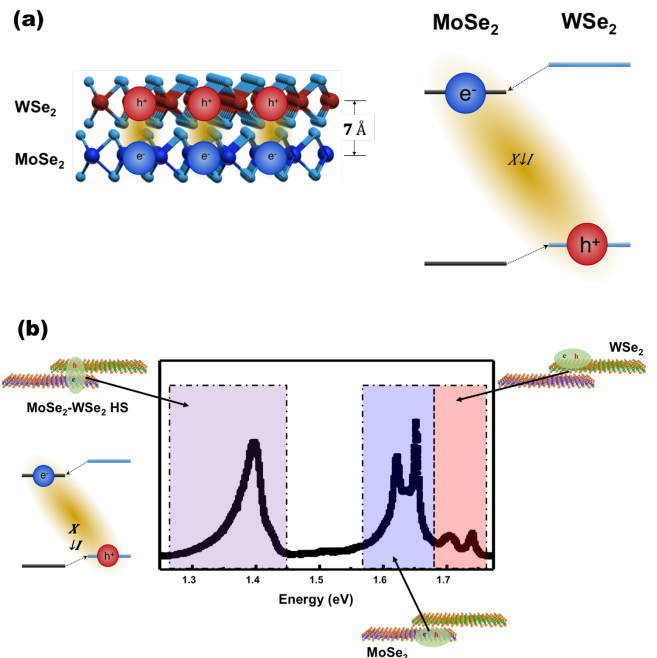 (a)
MoSe₂ WSe₂
WSe₂
MoSe₂
h⁺ h⁺ h⁺
e⁻ e⁻ e⁻
7 Å
e⁻
X↓I
h⁺
(b)
h
e
MoSe₂-WSe₂ HS
e h
WSe₂
e⁻
X
↓I
h⁺
1.3 1.4 1.5 1.6 1.7
Energy (eV)
e h
MoSe₂